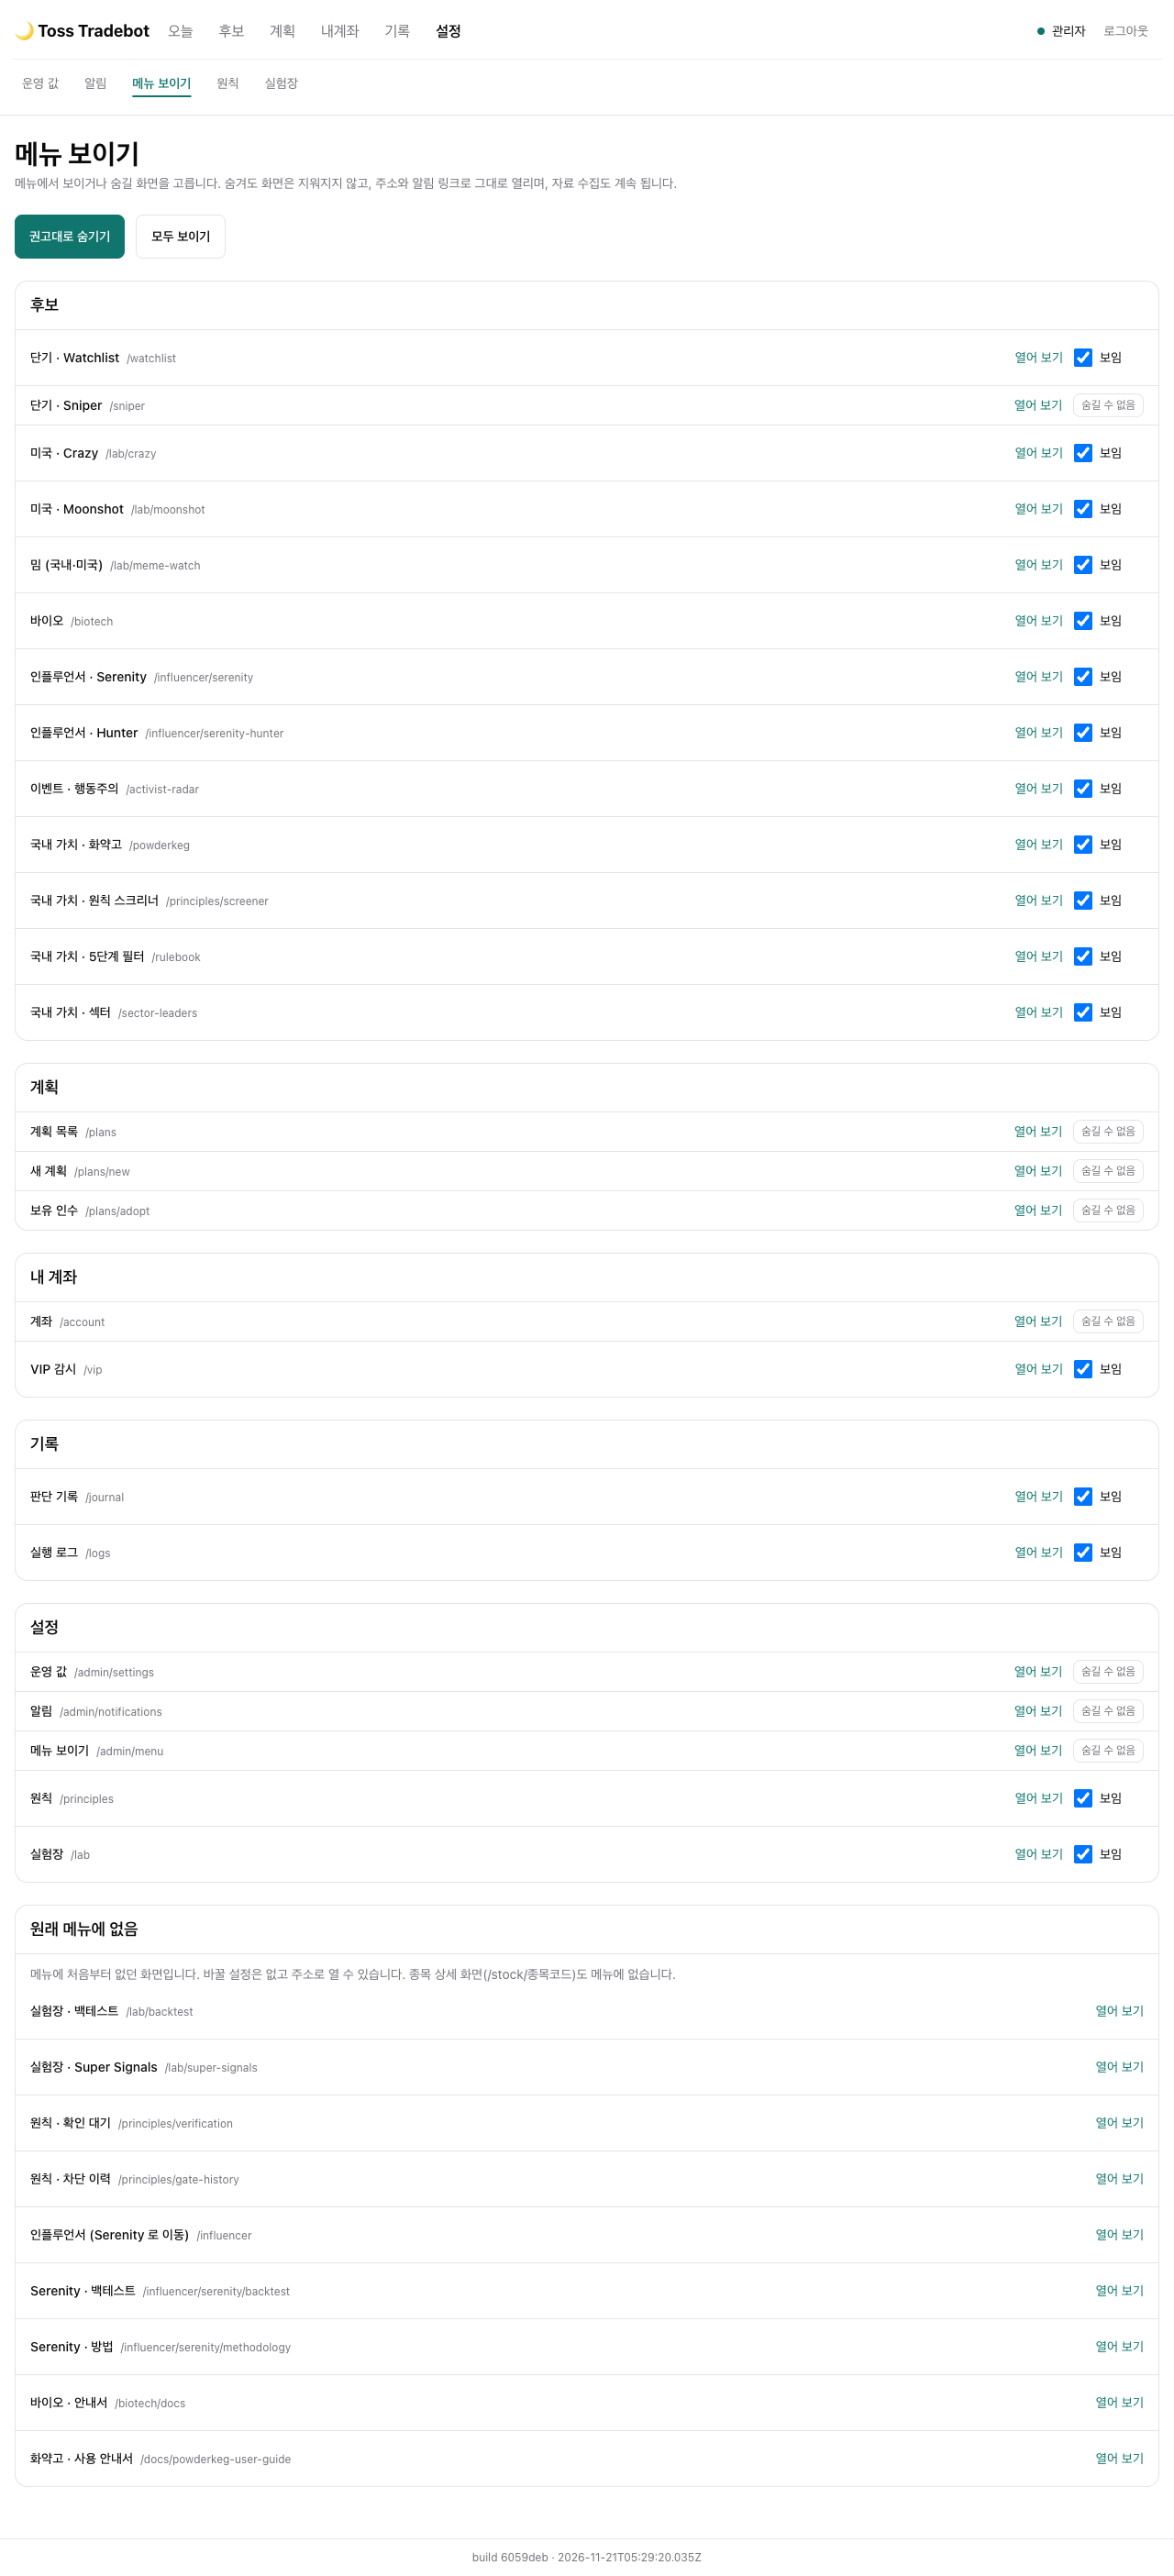 🌙 Toss Tradebot 오늘 후보 계획 내계좌 기록 설정 관리자 로그아웃
운영 값 알림 메뉴 보이기 원칙 실험장
메뉴 보이기
메뉴에서 보이거나 숨길 화면을 고릅니다. 숨겨도 화면은 지워지지 않고, 주소와 알림 링크로 그대로 열리며, 자료 수집도 계속 됩니다.
권고대로 숨기기 모두 보이기
후보
단기 · Watchlist /watchlist 열어 보기 보임
단기 · Sniper /sniper 열어 보기 숨길 수 없음
미국 · Crazy /lab/crazy 열어 보기 보임
미국 · Moonshot /lab/moonshot 열어 보기 보임
밈 (국내·미국) /lab/meme-watch 열어 보기 보임
바이오 /biotech 열어 보기 보임
인플루언서 · Serenity /influencer/serenity 열어 보기 보임
인플루언서 · Hunter /influencer/serenity-hunter 열어 보기 보임
이벤트 · 행동주의 /activist-radar 열어 보기 보임
국내 가치 · 화약고 /powderkeg 열어 보기 보임
국내 가치 · 원칙 스크리너 /principles/screener 열어 보기 보임
국내 가치 · 5단계 필터 /rulebook 열어 보기 보임
국내 가치 · 섹터 /sector-leaders 열어 보기 보임
계획
계획 목록 /plans 열어 보기 숨길 수 없음
새 계획 /plans/new 열어 보기 숨길 수 없음
보유 인수 /plans/adopt 열어 보기 숨길 수 없음
내 계좌
계좌 /account 열어 보기 숨길 수 없음
VIP 감시 /vip 열어 보기 보임
기록
판단 기록 /journal 열어 보기 보임
실행 로그 /logs 열어 보기 보임
설정
운영 값 /admin/settings 열어 보기 숨길 수 없음
알림 /admin/notifications 열어 보기 숨길 수 없음
메뉴 보이기 /admin/menu 열어 보기 숨길 수 없음
원칙 /principles 열어 보기 보임
실험장 /lab 열어 보기 보임
원래 메뉴에 없음
메뉴에 처음부터 없던 화면입니다. 바꿀 설정은 없고 주소로 열 수 있습니다. 종목 상세 화면(/stock/종목코드)도 메뉴에 없습니다.
실험장 · 백테스트 /lab/backtest 열어 보기
실험장 · Super Signals /lab/super-signals 열어 보기
원칙 · 확인 대기 /principles/verification 열어 보기
원칙 · 차단 이력 /principles/gate-history 열어 보기
인플루언서 (Serenity 로 이동) /influencer 열어 보기
Serenity · 백테스트 /influencer/serenity/backtest 열어 보기
Serenity · 방법 /influencer/serenity/methodology 열어 보기
바이오 · 안내서 /biotech/docs 열어 보기
화약고 · 사용 안내서 /docs/powderkeg-user-guide 열어 보기
build 6059deb · 2026-11-21T05:29:20.035Z